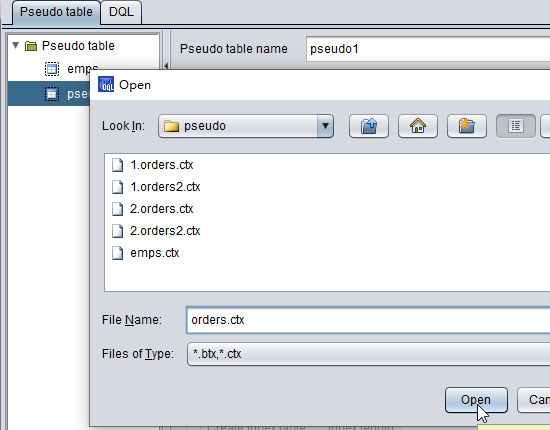 Pseudo table DQL
Pseudo table
Pseudo table name pseudo1
emps
Open
Look In: pseudo
1.orders.ctx
1.orders2.ctx
2.orders.ctx
2.orders2.ctx
emps.ctx
File Name: orders.ctx
Files of Type: *.btx,*.ctx
Open